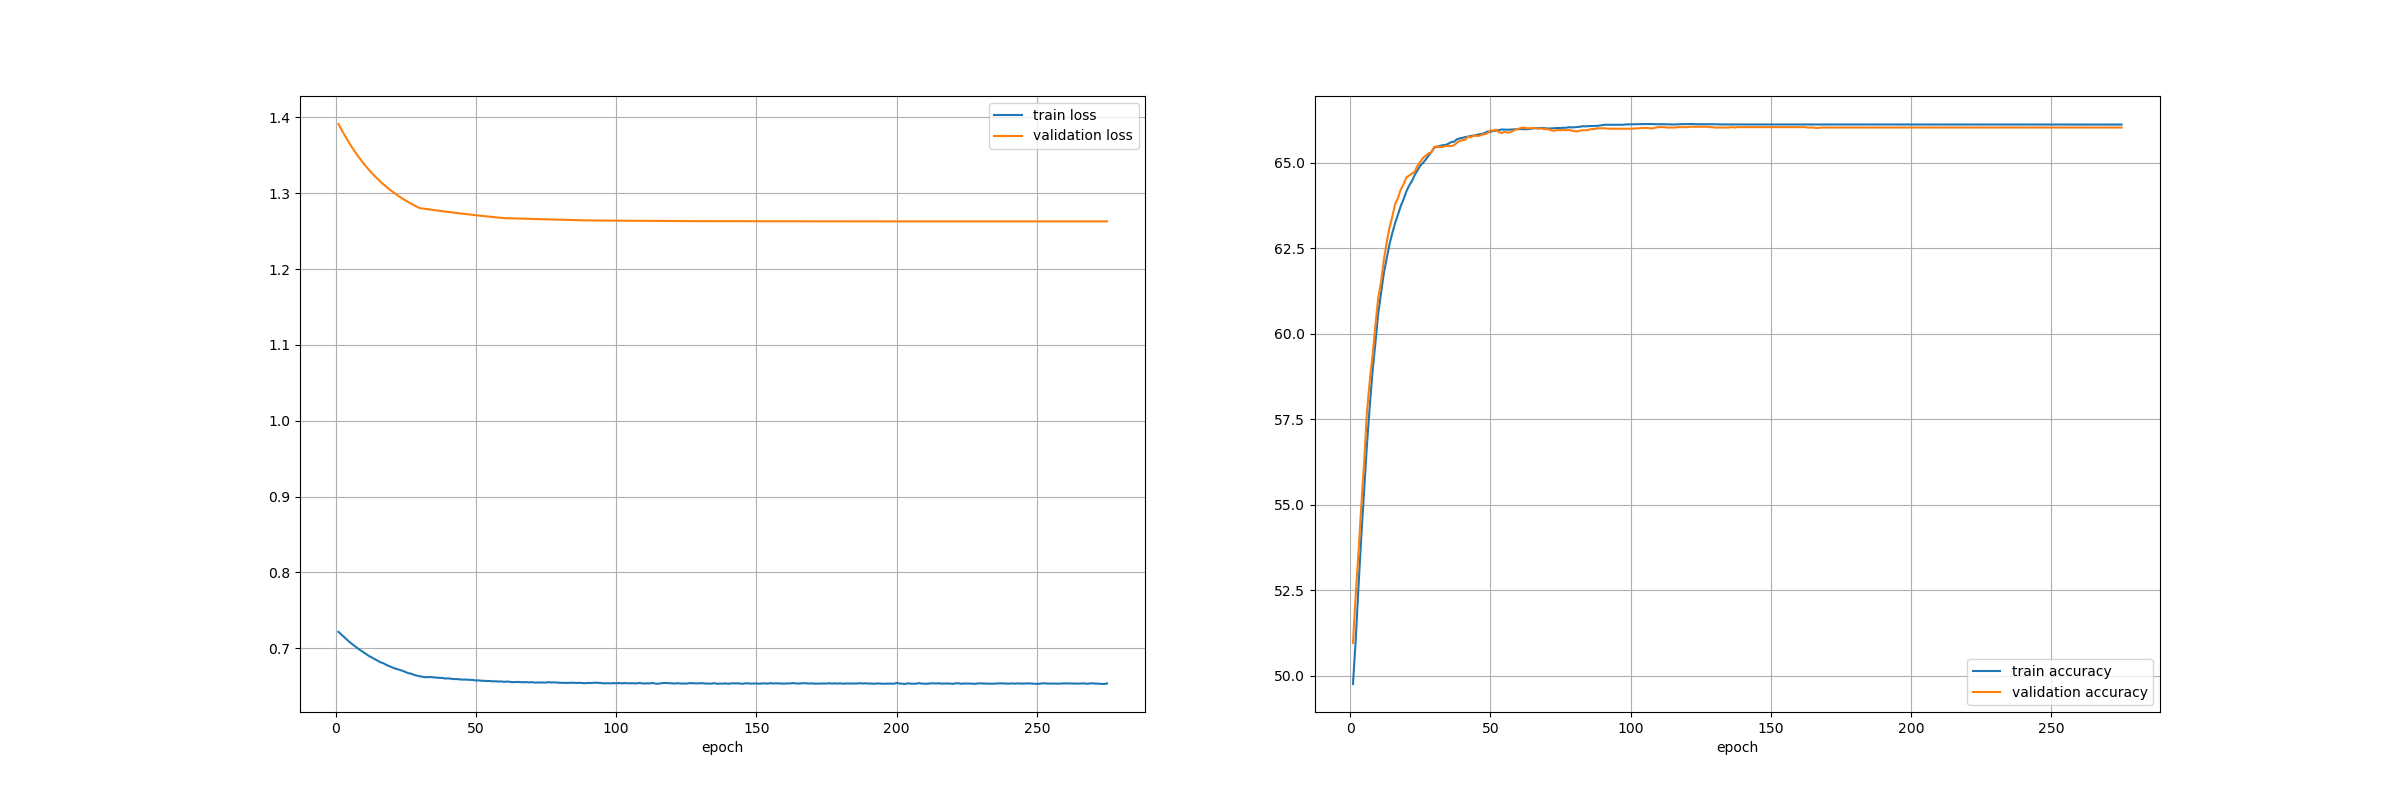 1.4
1.3
1.2
1.1
1.0
0.9
0.8
0.7
0 50 100 150 200 250
epoch
train loss
validation loss
65.0
62.5
60.0
57.5
55.0
52.5
50.0
0 50 100 150 200 250
epoch
train accuracy
validation accuracy